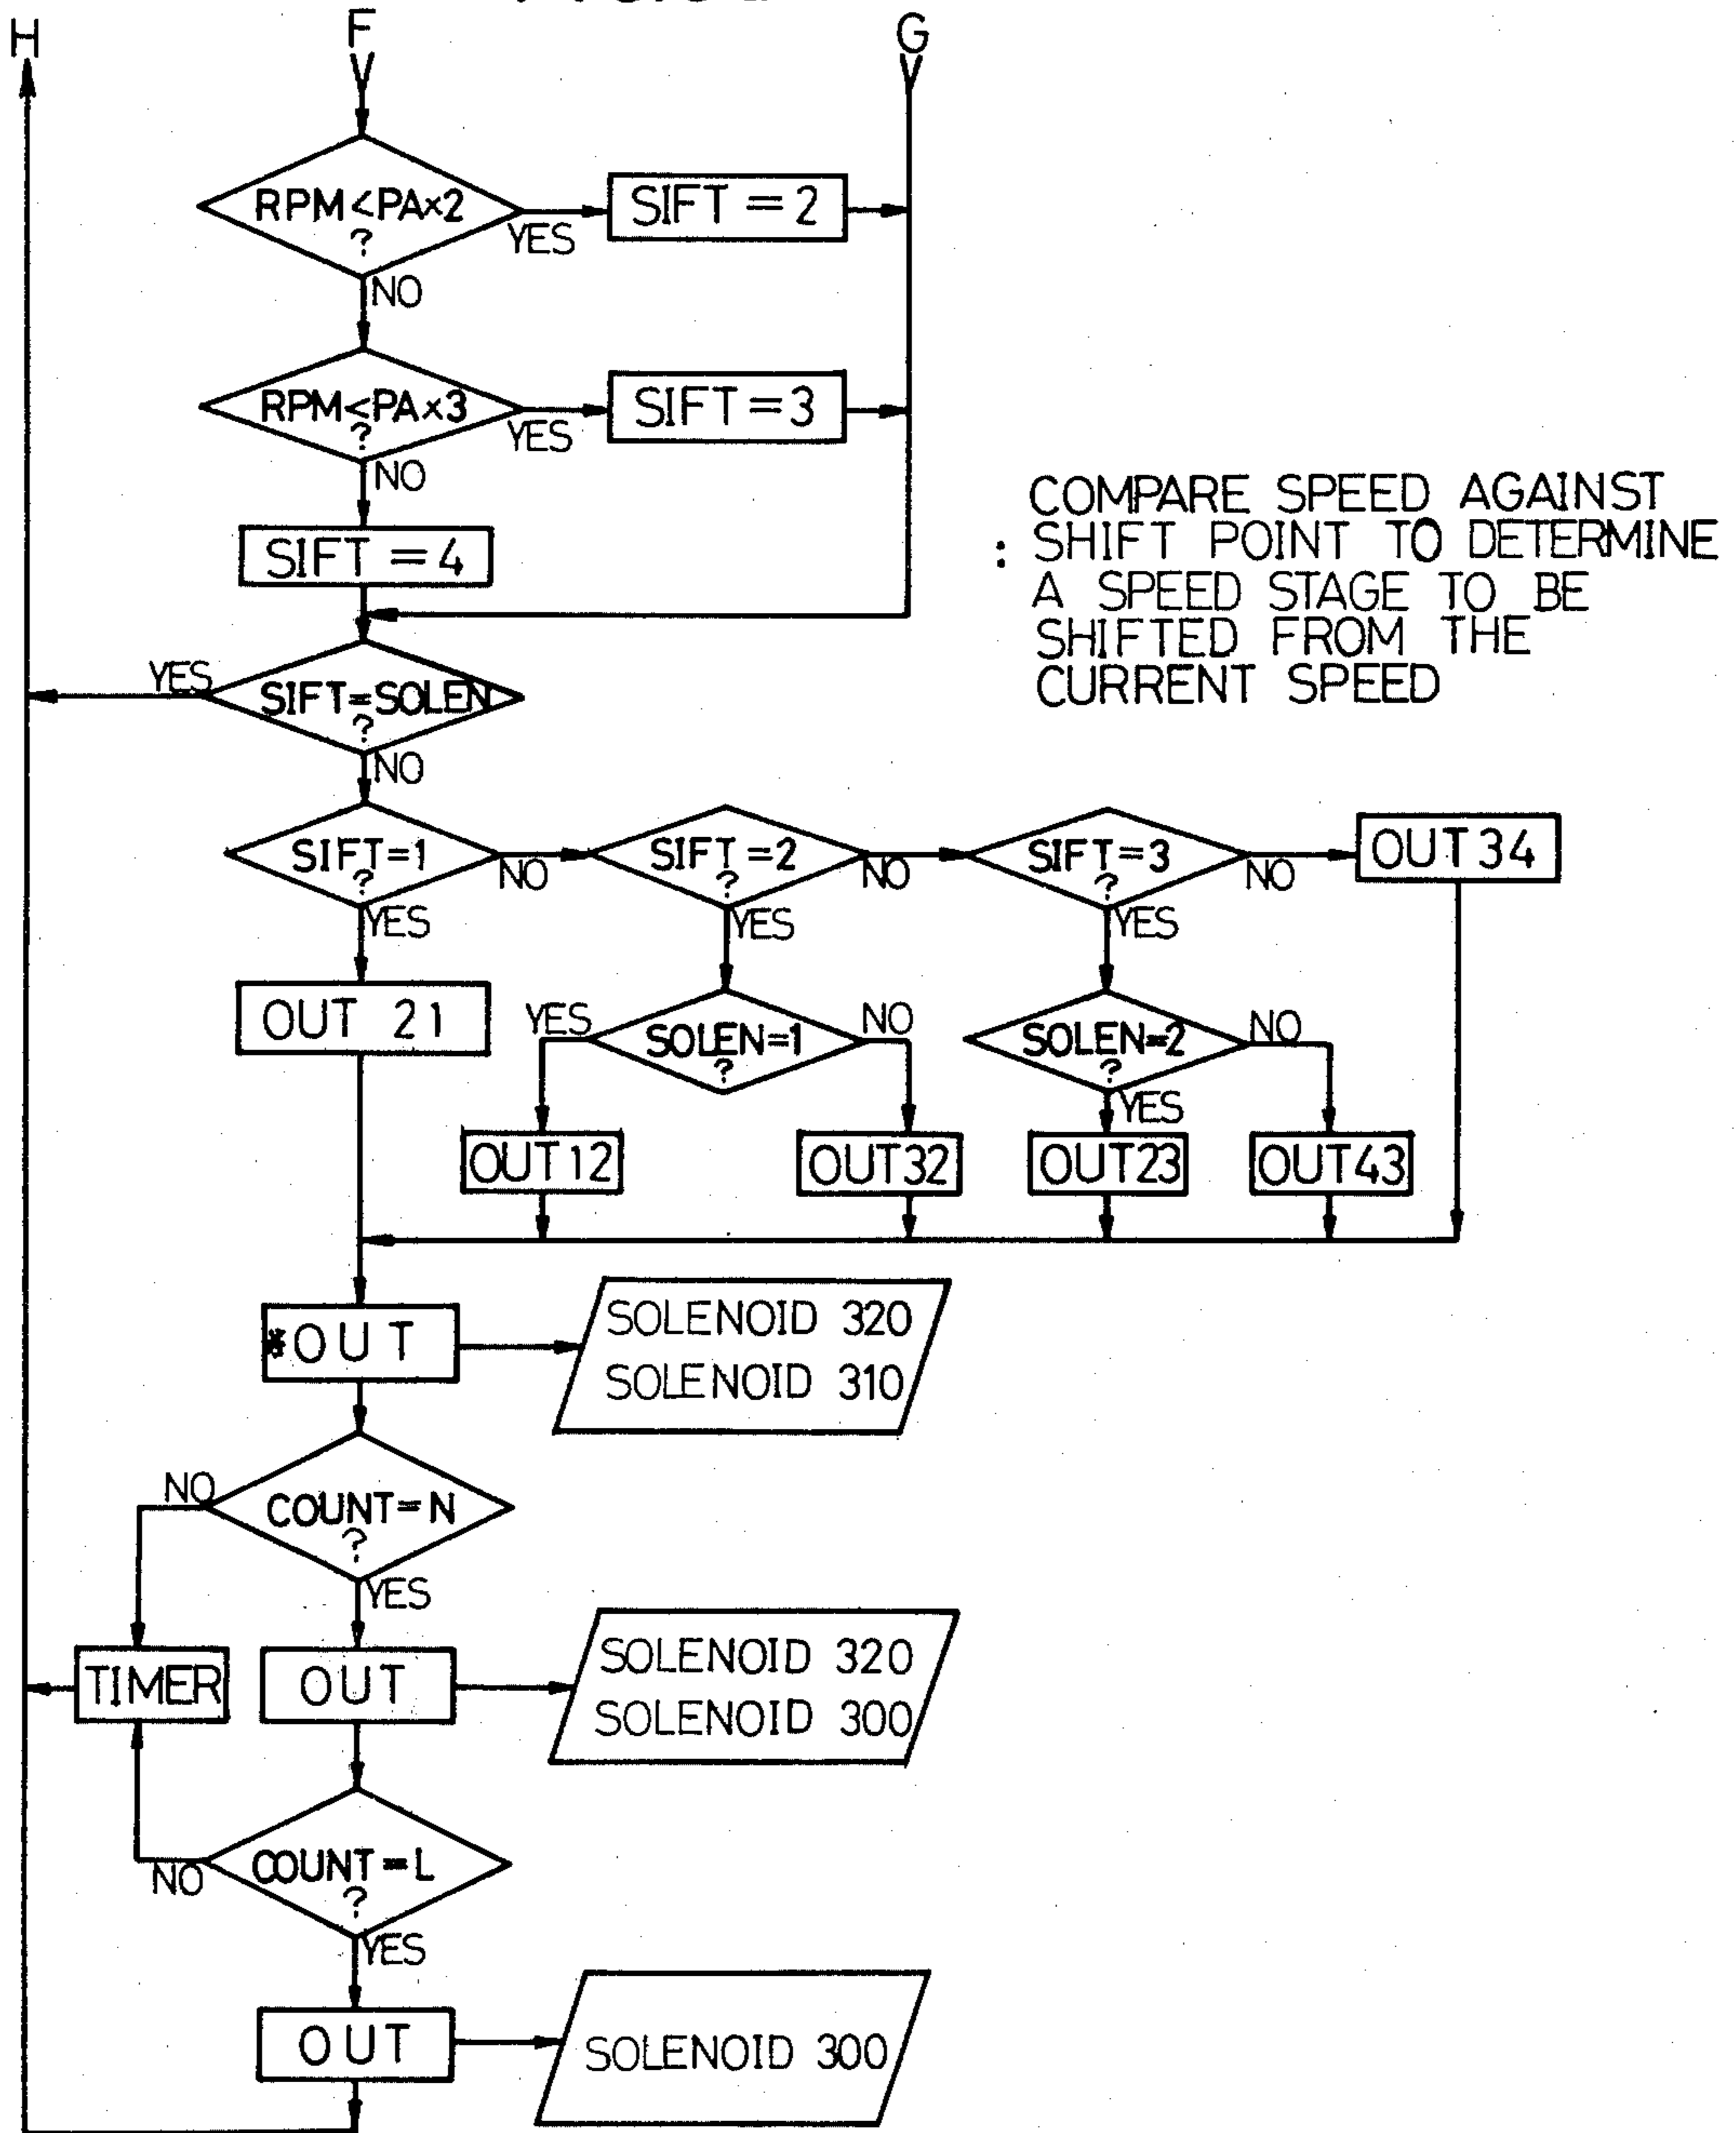 H
F
G
RPM<PA×2
?
YES
SIFT = 2
NO
RPM<PA×3
?
YES
SIFT = 3
NO
SIFT = 4
COMPARE SPEED AGAINST
: SHIFT POINT TO DETERMINE
A SPEED STAGE TO BE
SHIFTED FROM THE
CURRENT SPEED
YES
SIFT=SOLEN
?
NO
SIFT=1
?
NO
SIFT=2
?
NO
SIFT=3
?
NO
OUT34
YES
YES
YES
OUT 21
YES
SOLEN=1
?
NO
SOLEN=2
?
NO
YES
OUT12
OUT32
OUT23
OUT43
*OUT
SOLENOID 320
SOLENOID 310
NO
COUNT=N
?
YES
TIMER
OUT
SOLENOID 320
SOLENOID 300
NO
COUNT=L
?
YES
OUT
SOLENOID 300